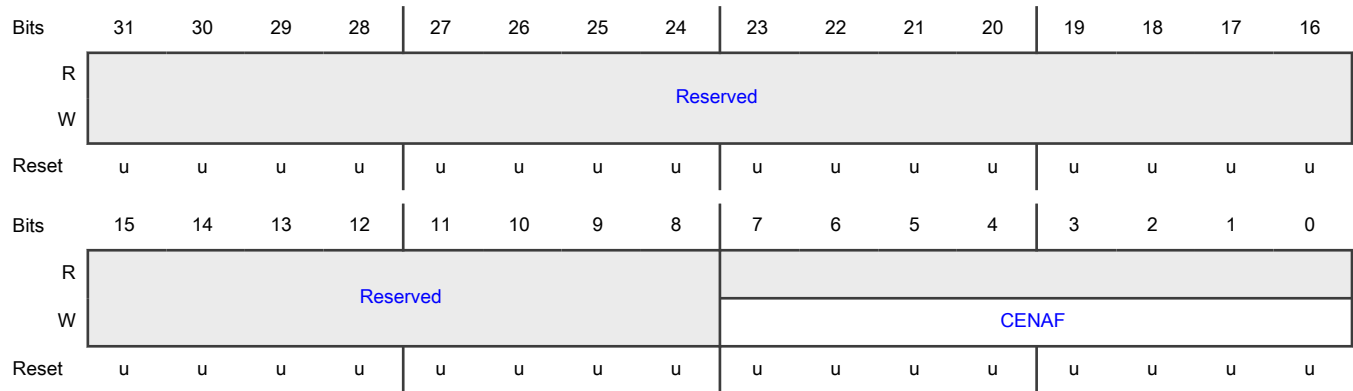 Bits 31 30 29 28 27 26 25 24 23 22 21 20 19 18 17 16
R
Reserved
W
Reset u u u u u u u u u u u u u u u u
Bits 15 14 13 12 11 10 9 8 7 6 5 4 3 2 1 0
R
Reserved
W CENAF
Reset u u u u u u u u u u u u u u u u